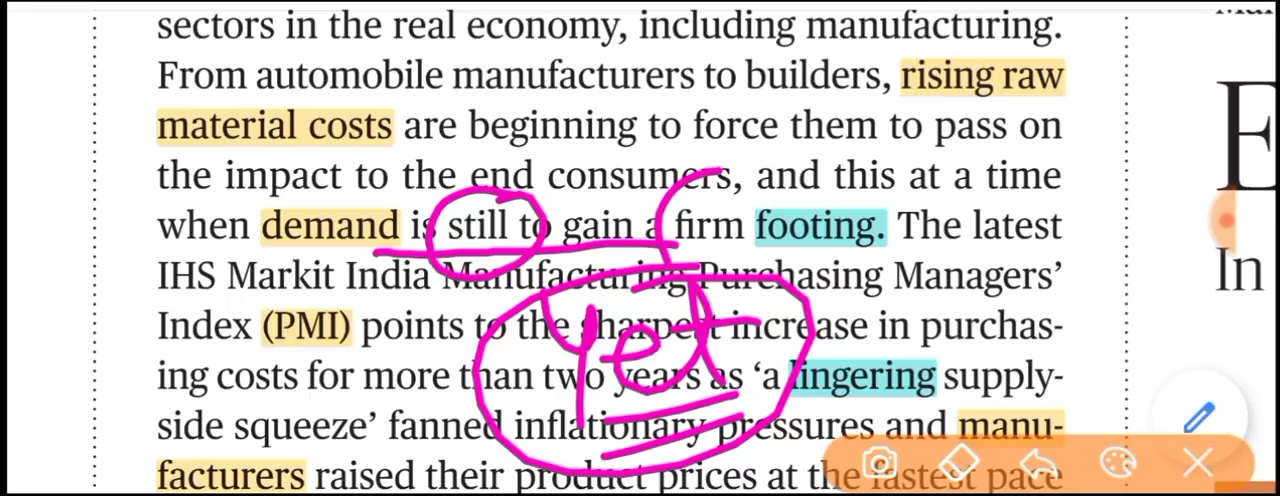 sectors in the real economy, including manufacturing.
From automobile manufacturers to builders, rising raw
material costs are beginning to force them to pass on
the impact to the end consumers, and this at a time
when demand is still to gain a firm footing. The latest
IHS Markit India Manufacturing Purchasing Managers'
Index (PMI) points to the sharpest increase in purchas-
ing costs for more than two years as 'a lingering supply-
side squeeze' fanned inflationary pressures and manu-
facturers raised their product prices at the fastest pace
yet
E
In